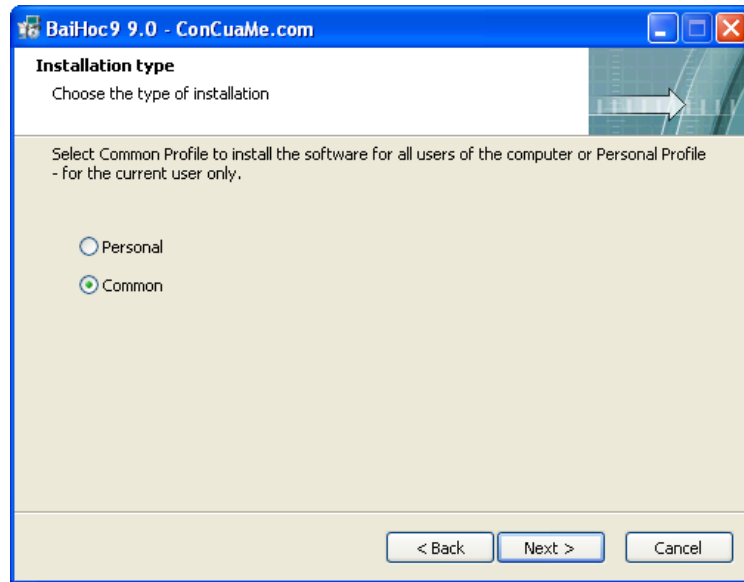 BaiHoc9 9.0 - ConCuaMe.com
Installation type
Choose the type of installation
Select Common Profile to install the software for all users of the computer or Personal Profile
- for the current user only.
Personal
Common
< Back Next > Cancel